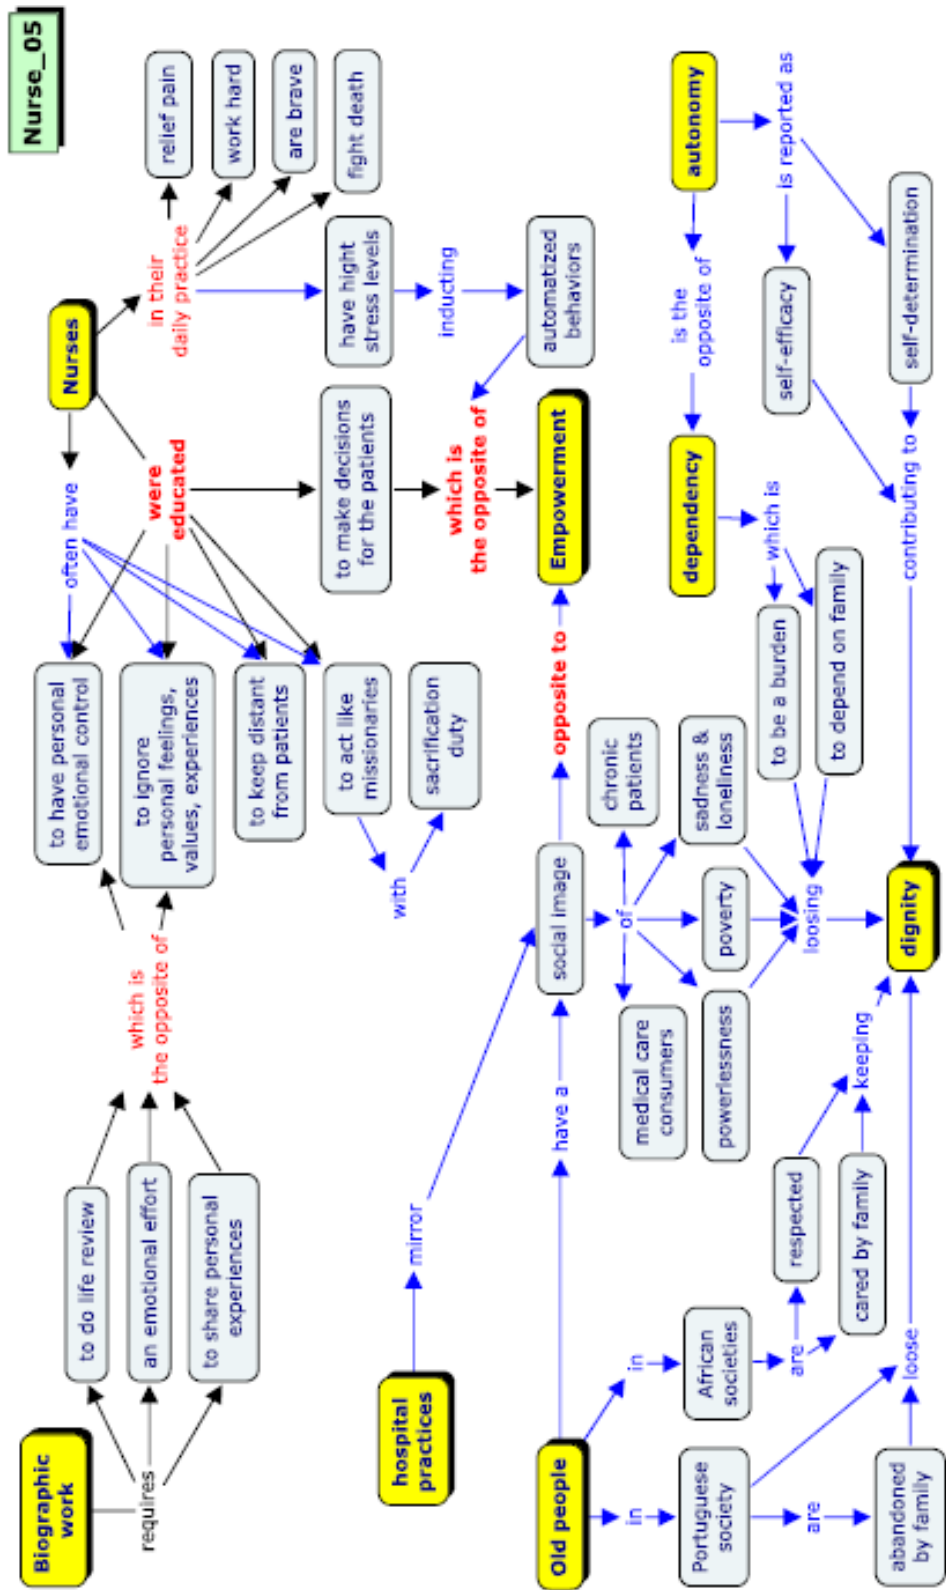 Nurse_05
Biographic
work
requires
to do life review
an emotional effort
to share personal
experiences
which is
the opposite of
to have personal
emotional control
to ignore
personal feelings,
values, experiences
to keep distant
from patients
to act like
missionaries
with
sacrification
duty
often have
were
educated
Nurses
in their
daily practice
relief pain
work hard
are brave
fight death
have hight
stress levels
inducting
automatized
behaviors
to make decisions
for the patients
which is
the opposite of
Empowerment
hospital
practices
mirror
Old people
have a
social image
opposite to
of
medical care
consumers
chronic
patients
powerlessness
poverty
sadness &
loneliness
loosing
in
Portuguese
society
are
abandoned
by family
loose
in
African
societies
are
respected
cared by family
keeping
dignity
dependency
which is
to be a burden
to depend on family
is the
opposite of
autonomy
is reported as
self-efficacy
self-determination
contributing to